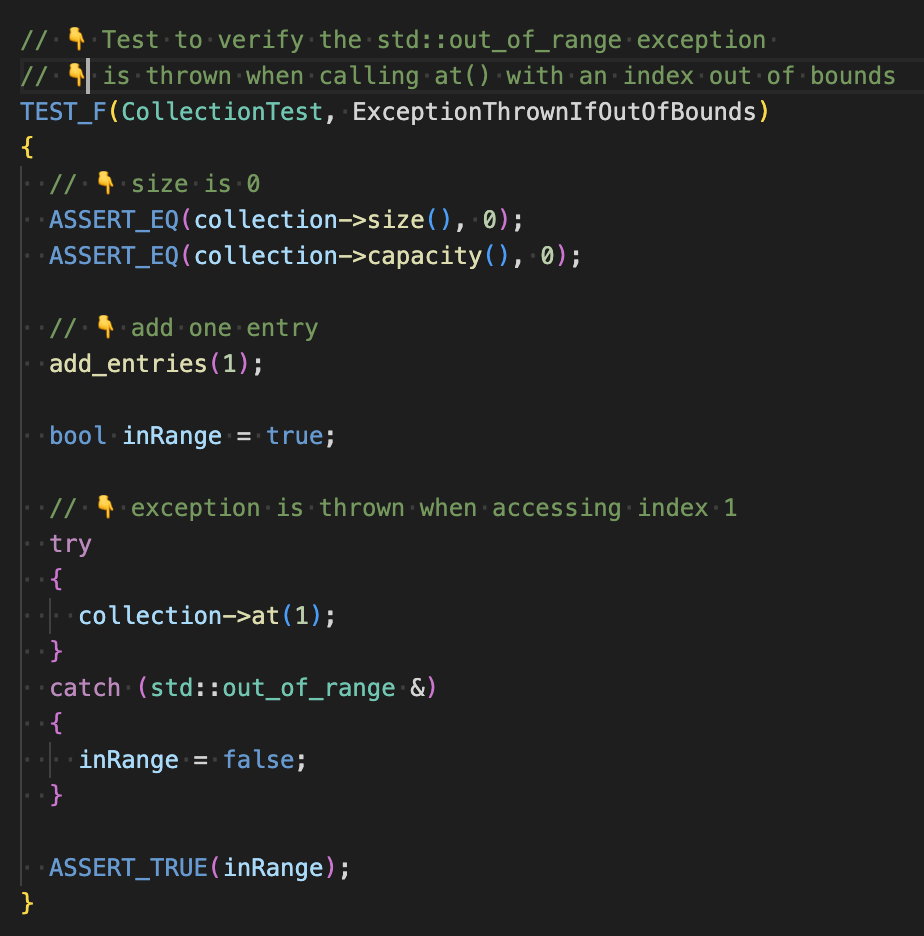 // 👇 Test to verify the std::out_of_range exception
// 👇 is thrown when calling at() with an index out of bounds
TEST_F(CollectionTest, ExceptionThrownIfOutOfBounds)
{
  // 👇 size is 0
  ASSERT_EQ(collection->size(), 0);
  ASSERT_EQ(collection->capacity(), 0);

  // 👇 add one entry
  add_entries(1);

  bool inRange = true;

  // 👇 exception is thrown when accessing index 1
  try
  {
    collection->at(1);
  }
  catch (std::out_of_range &)
  {
    inRange = false;
  }

  ASSERT_TRUE(inRange);
}